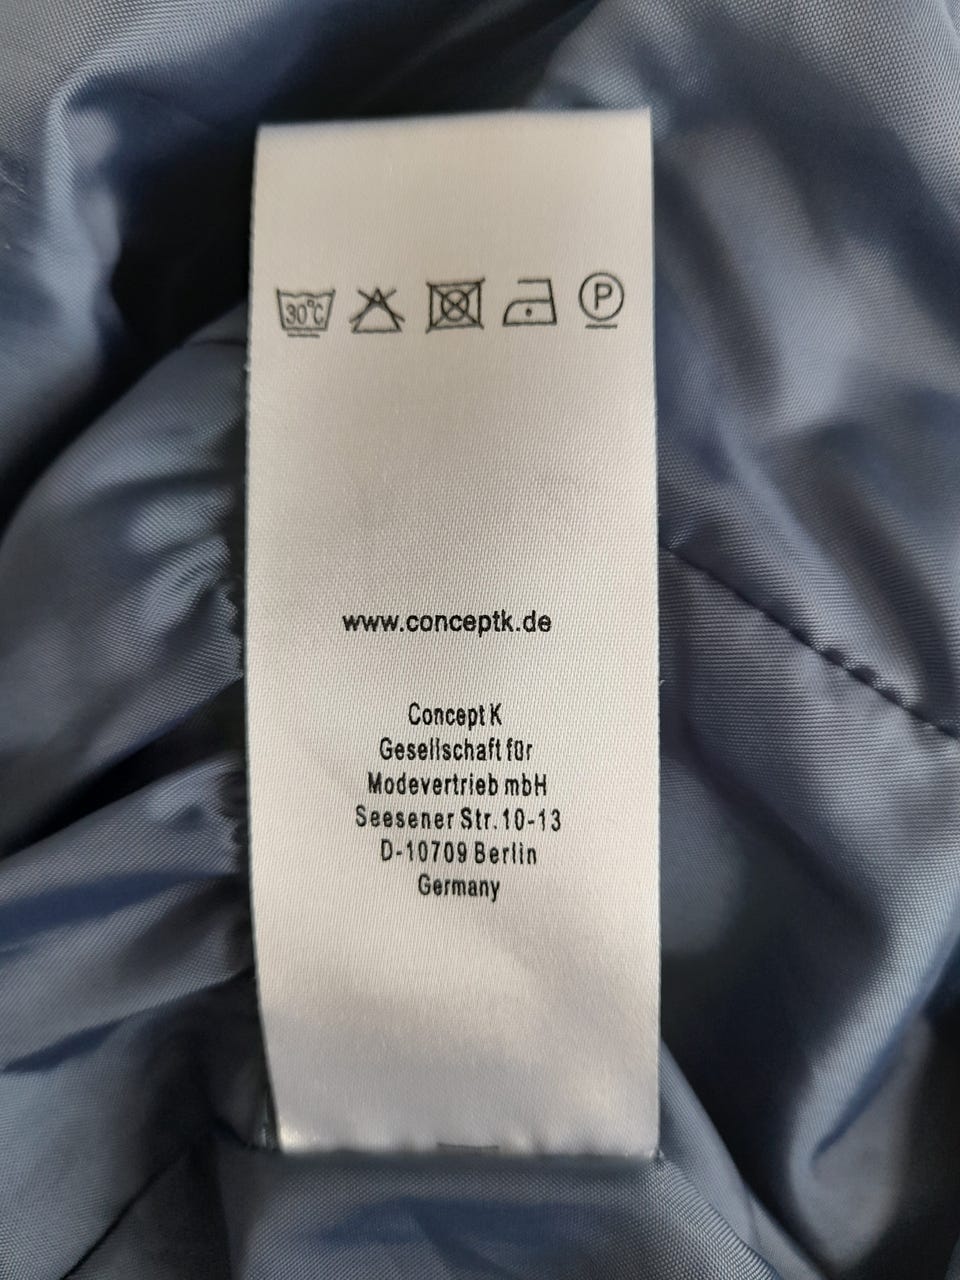 30°C P
www.conceptk.de
Concept K
Gesellschaft für
Modevertrieb mbH
Seesener Str. 10-13
D-10709 Berlin
Germany